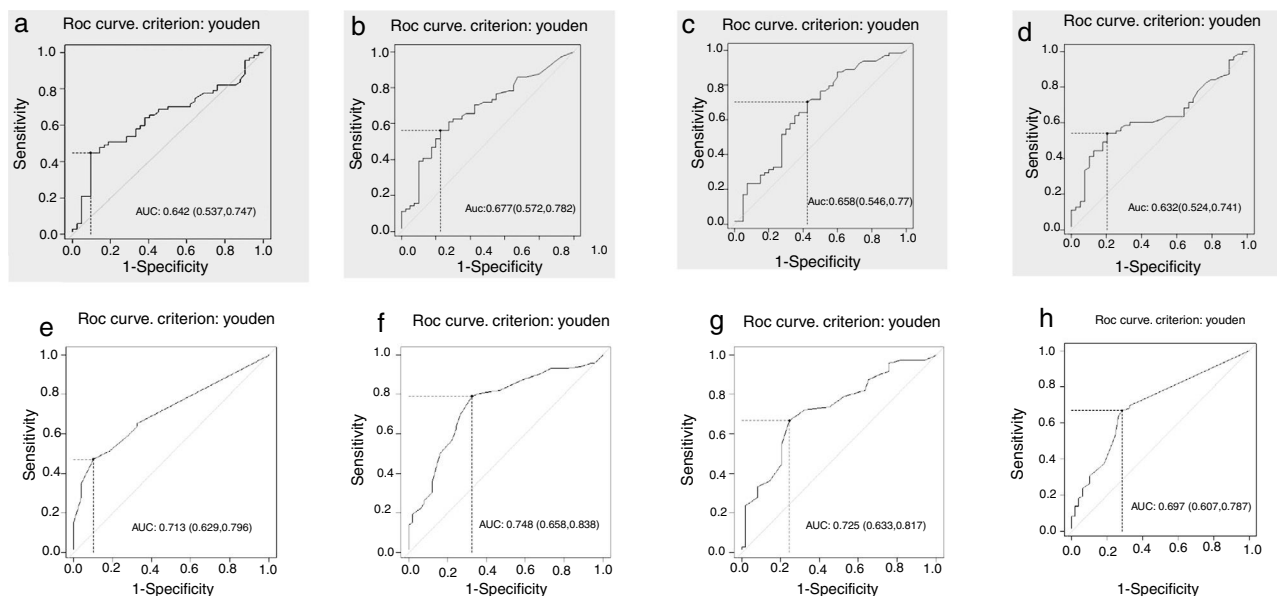 a
Roc curve. criterion: youden
1.0
0.8
0.6
0.4
0.2
0.0
Sensitivity
AUC: 0.642 (0.537,0.747)
0.0 0.2 0.4 0.6 0.8 1.0
1-Specificity
b
Roc curve. criterion: youden
1.0
0.8
0.6
0.4
0.2
0.0
Sensitivity
Auc:0.677(0.572,0.782)
0.0 0.2 0.4 0.6 0.8 1.0
1-Specificity
c
Roc curve. criterion: youden
1.0
0.8
0.6
0.4
0.2
0.0
Sensitivity
Auc:0.658(0.546,0.77)
0.0 0.2 0.4 0.6 0.8 1.0
1-Specificity
d
Roc curve. criterion: youden
1.0
0.8
0.6
0.4
0.2
0.0
Sensitivity
Auc: 0.632(0.524,0.741)
0.0 0.2 0.4 0.6 0.8 1.0
1-Specificity
e
Roc curve. criterion: youden
1.0
0.8
0.6
0.4
0.2
0.0
Sensitivity
AUC: 0.713 (0.629,0.796)
0.0 0.2 0.4 0.6 0.8 1.0
1-Specificity
f
Roc curve. criterion: youden
1.0
0.8
0.6
0.4
0.2
0.0
Sensitivity
AUC: 0.748 (0.658,0.838)
0.0 0.2 0.4 0.6 0.8 1.0
1-Specificity
g
Roc curve. criterion: youden
1.0
0.8
0.6
0.4
0.2
0.0
Sensitivity
AUC: 0.725 (0.633,0.817)
0.0 0.2 0.4 0.6 0.8 1.0
1-Specificity
h
Roc curve. criterion: youden
1.0
0.8
0.6
0.4
0.2
0.0
Sensitivity
AUC: 0.697 (0.607,0.787)
0.0 0.2 0.4 0.6 0.8 1.0
1-Specificity